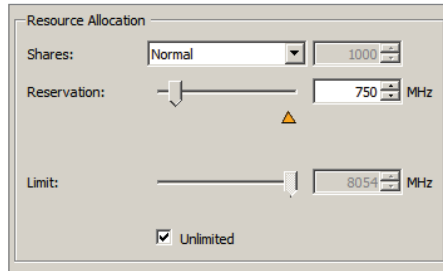 Resource Allocation
Shares: Normal 1000
Reservation: 750 MHz
Limit: 8054 MHz
Unlimited